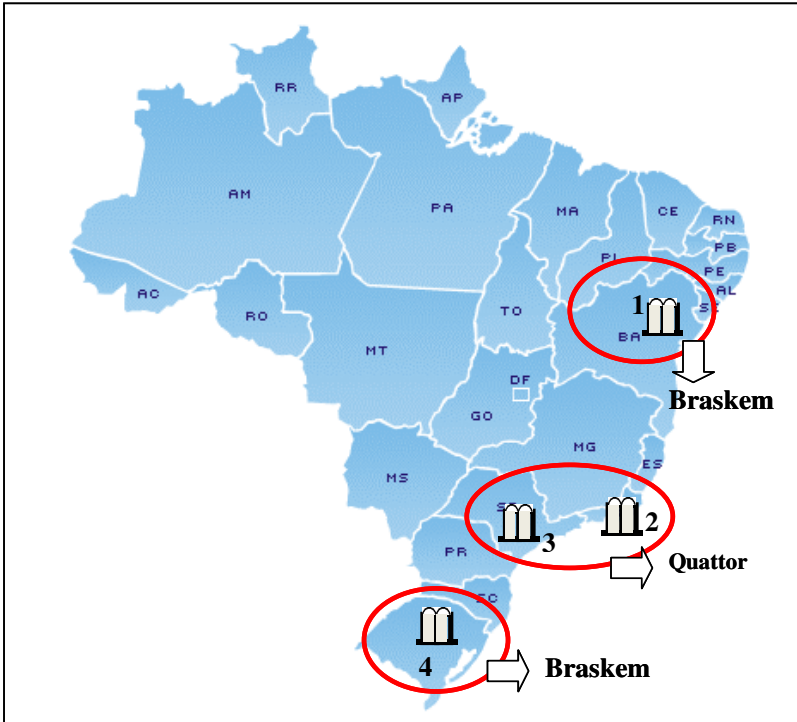 RR
AP
AM
PA
MA
CE
RN
PB
PI
PE
AC
AL
1
SE
TO
RO
BA
MT
DF
Braskem
GO
MG
ES
MS
SP
2
3
PR
Quattor
SC
4
Braskem